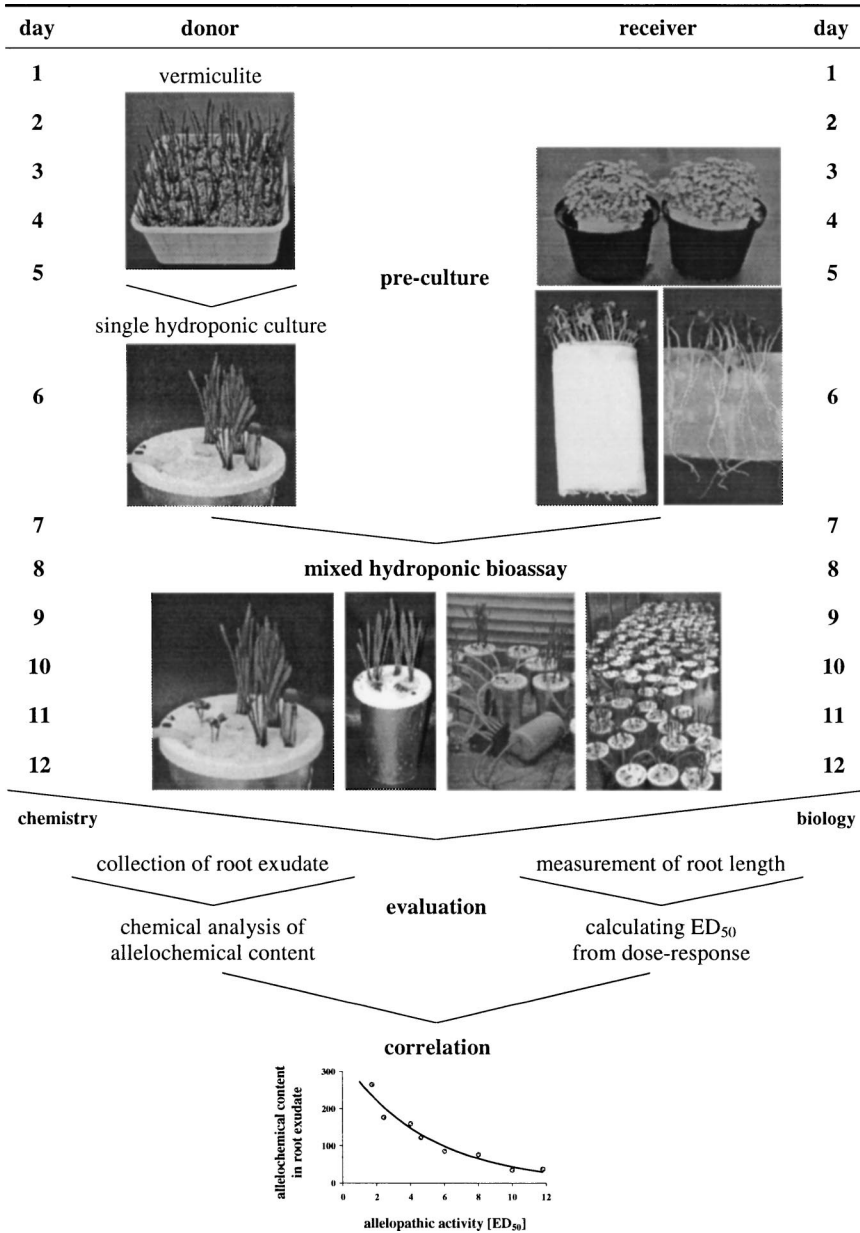 day donor receiver day
1 vermiculite 1
2 2
3 3
4 4
5 pre-culture 5
single hydroponic culture
6 6
7 7
8 mixed hydroponic bioassay 8
9 9
10 10
11 11
12 12
chemistry biology
collection of root exudate measurement of root length
evaluation
chemical analysis of calculating ED50
allelochemical content from dose-response
correlation
allelochemical content
in root exudate
300
200
100
0
0 2 4 6 8 10 12
allelopathic activity [ED50]